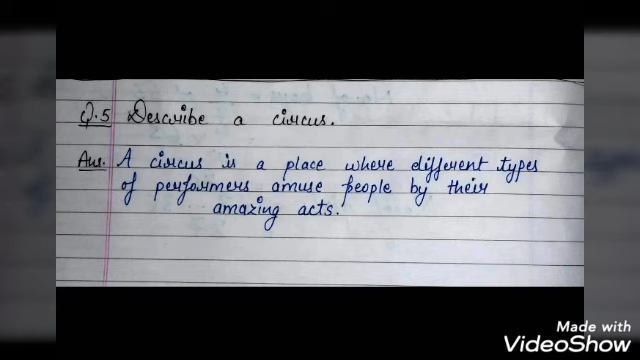 Q.5 Describe a circus.
Ans. A circus is a place where different types
of performers amuse people by their
amazing acts.
Made with
VideoShow